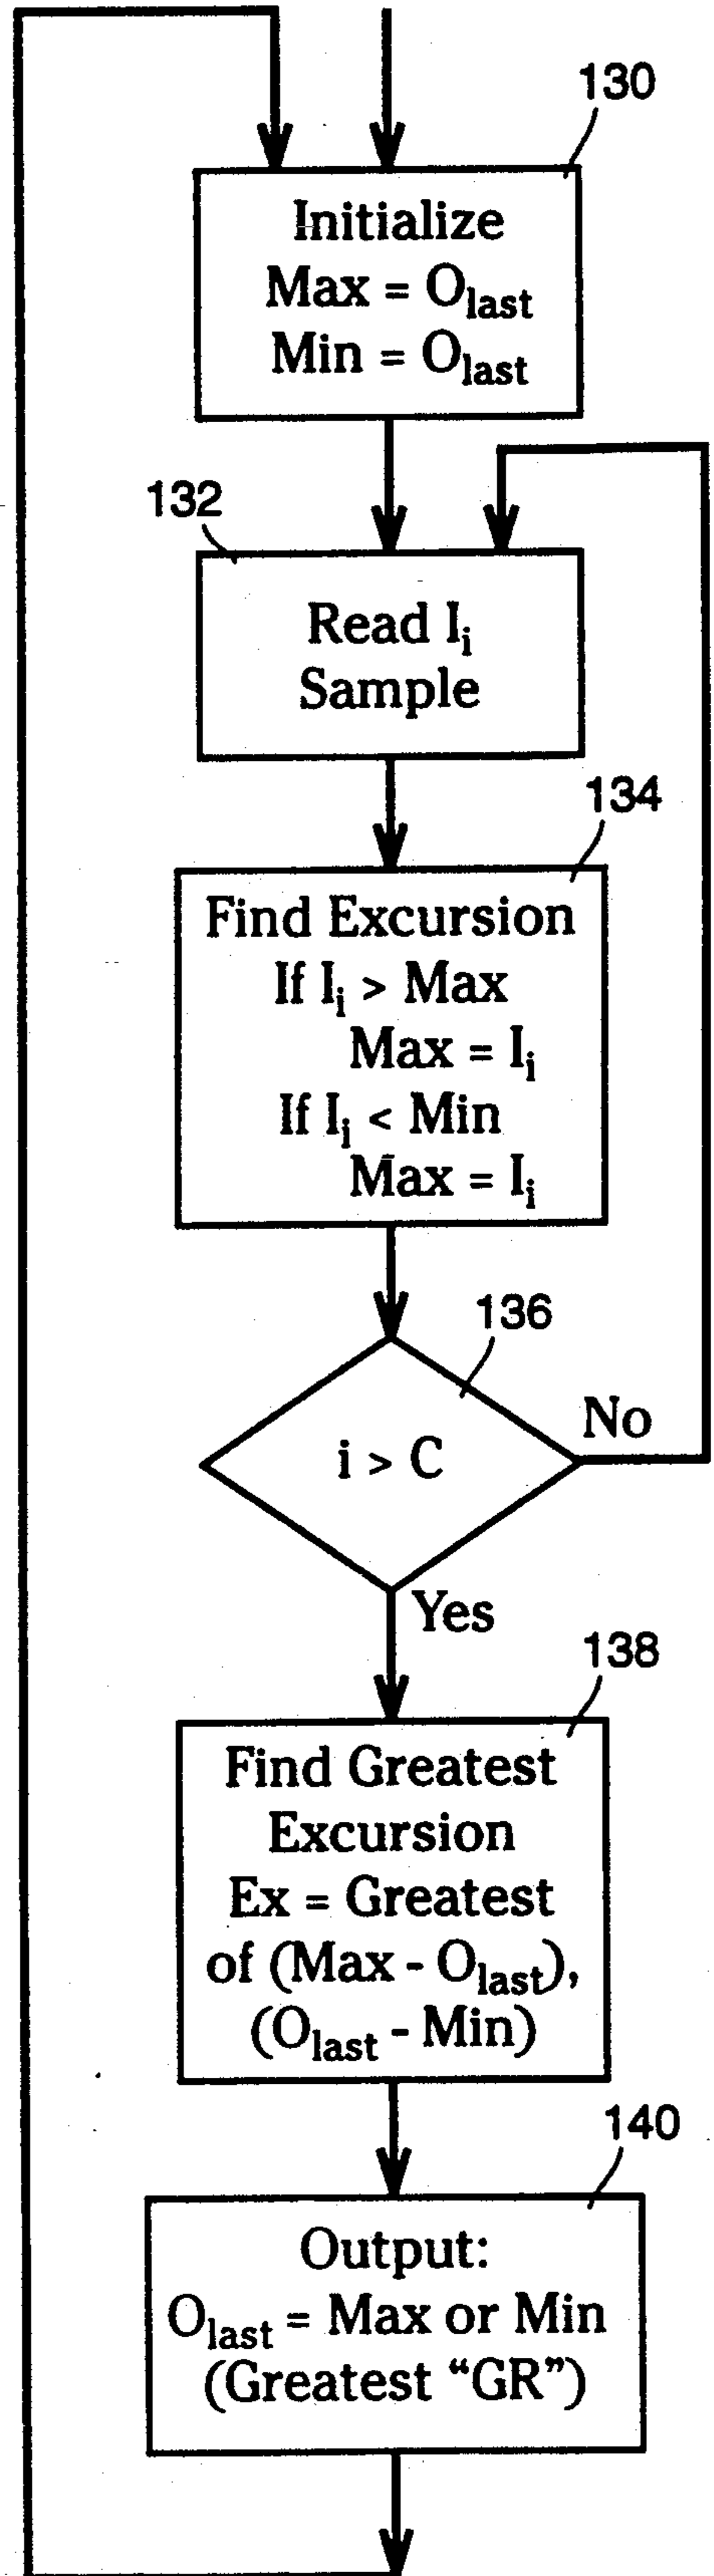 130
Initialize
Max = Olast
Min = Olast
132
Read Ii
Sample
134
Find Excursion
If Ii > Max
Max = Ii
If Ii < Min
Max = Ii
136
i > C
No
Yes
138
Find Greatest
Excursion
Ex = Greatest
of (Max - Olast),
(Olast - Min)
140
Output:
Olast = Max or Min
(Greatest “GR”)